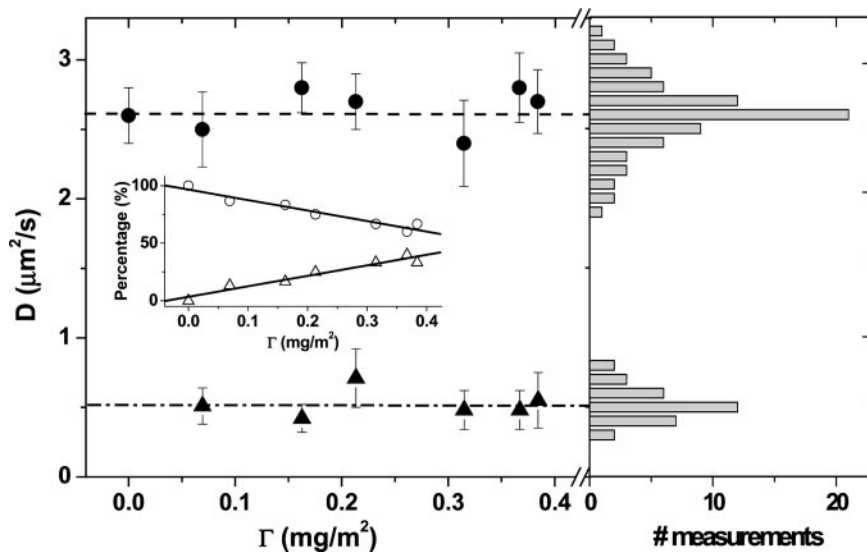 3
2
1
0
D (μm²/s)
100
50
0
Percentage (%)
0.0 0.1 0.2 0.3 0.4
Γ (mg/m²)
0.0 0.1 0.2 0.3 0.4
Γ (mg/m²)
0 10 20
# measurements